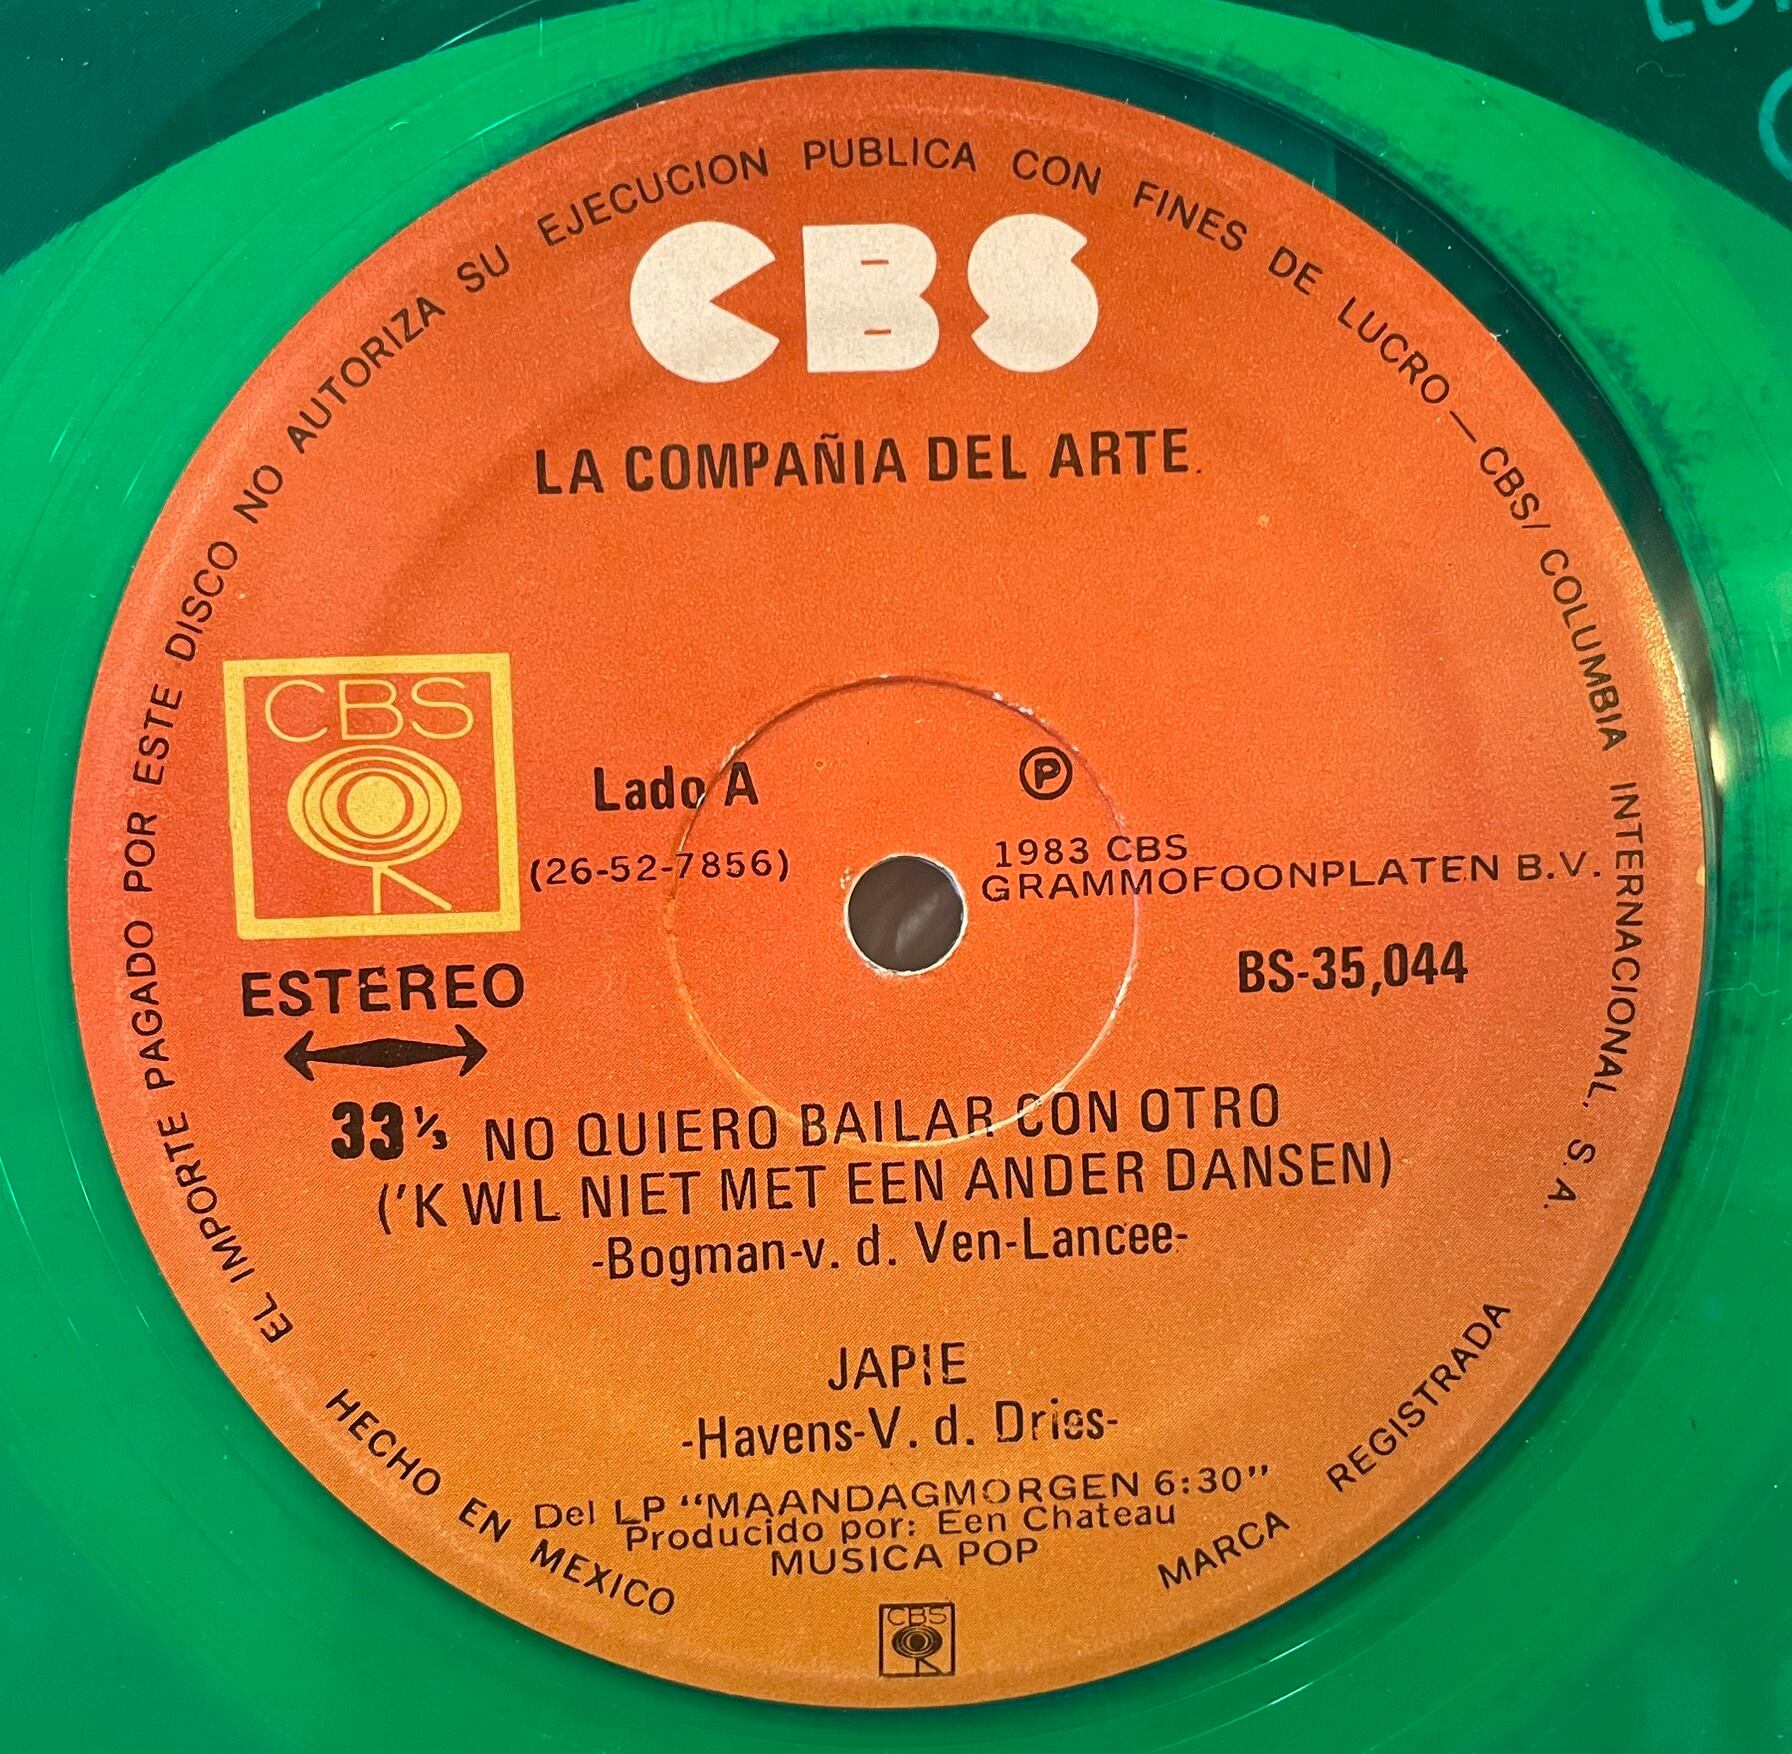 EL IMPORTE PAGADO POR ESTE DISCO NO AUTORIZA SU EJECUCION PUBLICA CON FINES DE LUCRO—CBS/ COLUMBIA INTERNACIONAL, S.A.
CBS
LA COMPAÑIA DEL ARTE.
CBS
Lado A
(26-52-7856)
Ⓟ
1983 CBS
GRAMMOFOONPLATEN B.V.
ESTEREO
BS-35,044
33⅓ NO QUIERO BAILAR CON OTRO
('K WIL NIET MET EEN ANDER DANSEN)
-Bogman-v. d. Ven-Lancee-
JAPIE
-Havens-V. d. Dries-
Del LP "MAANDAGMORGEN 6:30"
Producido por: Een Chateau
MUSICA POP
HECHO EN MEXICO
MARCA REGISTRADA
CBS